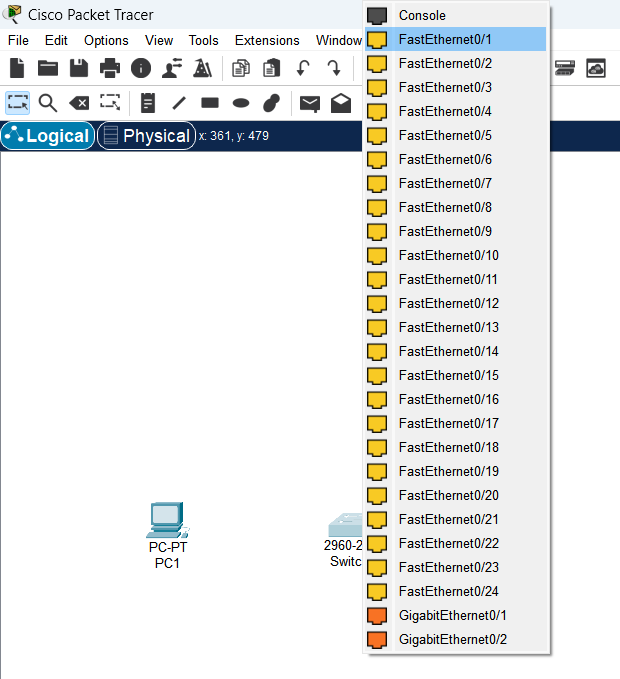 Cisco Packet Tracer
File Edit Options View Tools Extensions Window
Logical Physical x: 361, y: 479
Console
FastEthernet0/1
FastEthernet0/2
FastEthernet0/3
FastEthernet0/4
FastEthernet0/5
FastEthernet0/6
FastEthernet0/7
FastEthernet0/8
FastEthernet0/9
FastEthernet0/10
FastEthernet0/11
FastEthernet0/12
FastEthernet0/13
FastEthernet0/14
FastEthernet0/15
FastEthernet0/16
FastEthernet0/17
FastEthernet0/18
FastEthernet0/19
FastEthernet0/20
FastEthernet0/21
FastEthernet0/22
FastEthernet0/23
FastEthernet0/24
GigabitEthernet0/1
GigabitEthernet0/2
PC-PT
PC1
2960-2
Switc